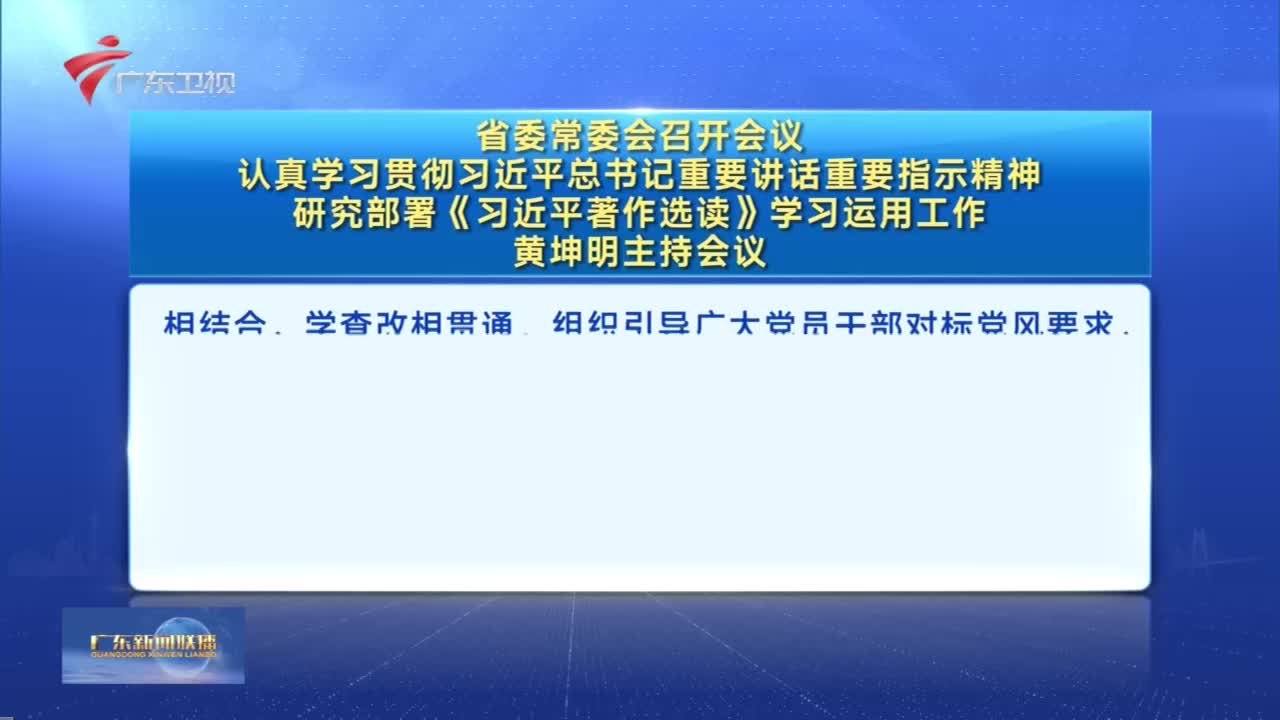 广东卫视
省委常委会召开会议
认真学习贯彻习近平总书记重要讲话重要指示精神
研究部署《习近平著作选读》学习运用工作
黄坤明主持会议
相结合，学查改相贯通，组织引导广大党员干部对标党风要求，
广东新闻联播
GUANGDONG XINWEN LIANBO